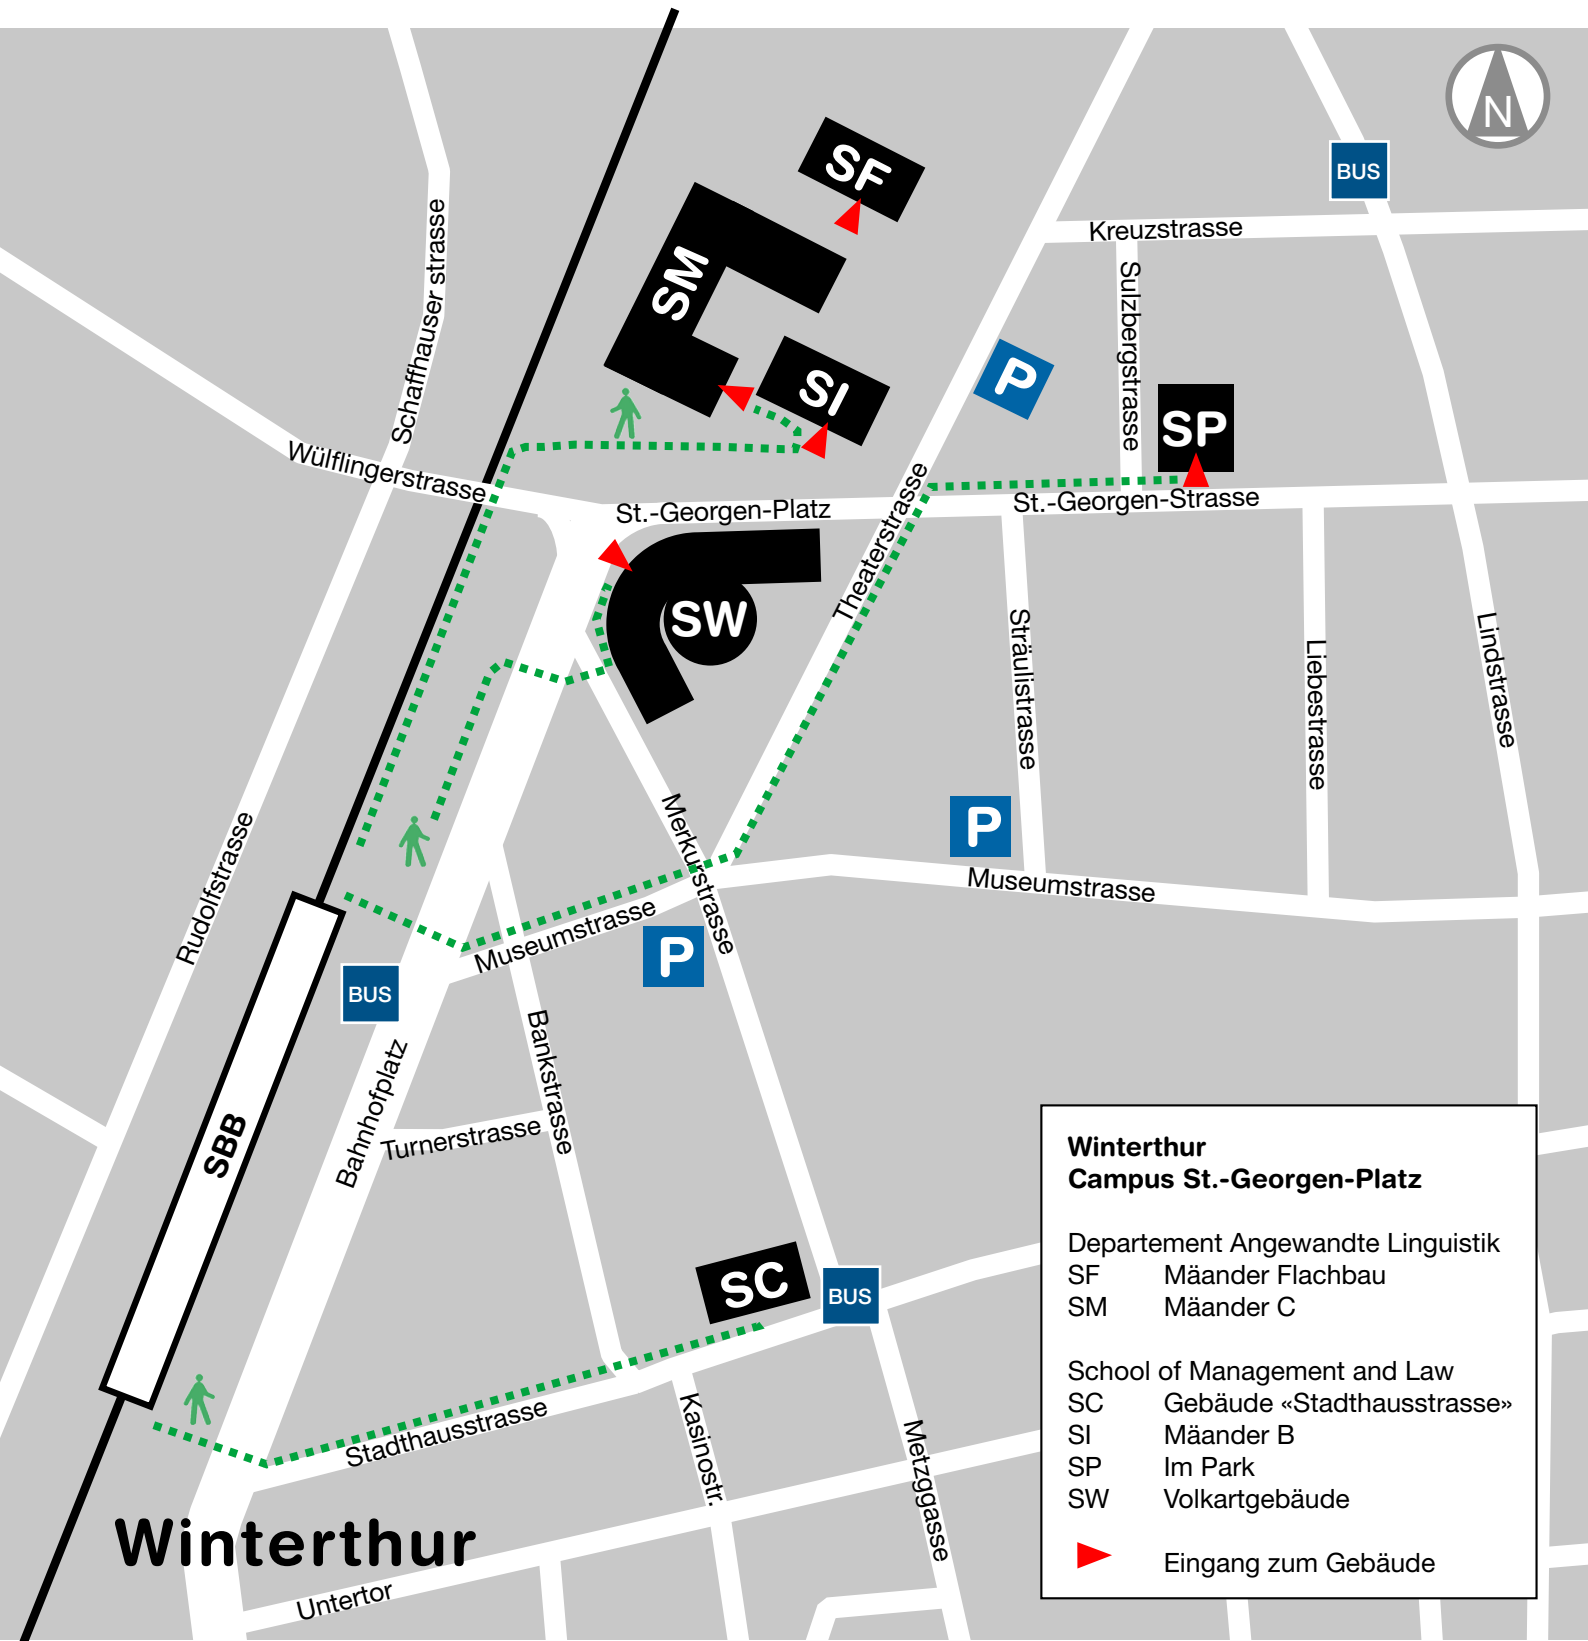 N
SF
BUS
Kreuzstrasse
Schaffhauser strasse
SM
Sulzbergstrasse
P
SI
SP
Wülflingerstrasse
St.-Georgen-Platz
St.-Georgen-Strasse
Theaterstrasse
SW
Sträulistrasse
Liebestrasse
Lindstrasse
Rudolfstrasse
Merkurstrasse
P
Museumstrasse
Museumstrasse
P
BUS
Bankstrasse
Bahnhofplatz
Turnerstrasse
SBB
SC
BUS
Stadthausstrasse
Kasinostr.
Metzggasse
Winterthur
Untertor
Winterthur
Campus St.-Georgen-Platz
Departement Angewandte Linguistik
SF Mäander Flachbau
SM Mäander C
School of Management and Law
SC Gebäude «Stadthausstrasse»
SI Mäander B
SP Im Park
SW Volkartgebäude
Eingang zum Gebäude